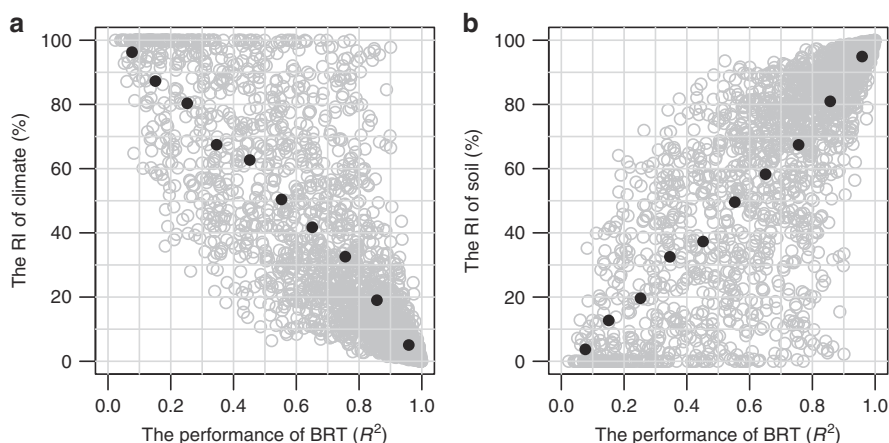 a
100
80
60
40
20
0
The RI of climate (%)
0.0 0.2 0.4 0.6 0.8 1.0
The performance of BRT (R²)
b
100
80
60
40
20
0
The RI of soil (%)
0.0 0.2 0.4 0.6 0.8 1.0
The performance of BRT (R²)